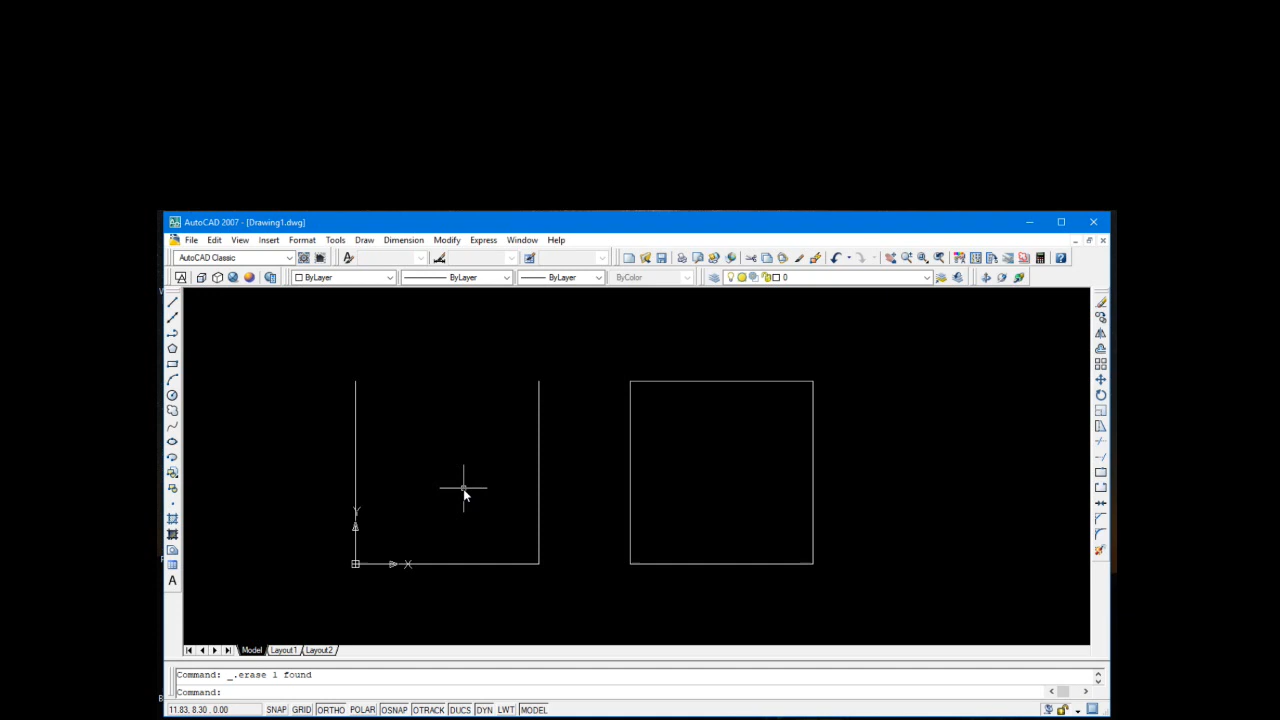 AutoCAD 2007 - [Drawing1.dwg]
File Edit View Insert Format Tools Draw Dimension Modify Express Window Help
AutoCAD Classic
ByLayer ByLayer ByLayer ByColor 0
A
Y
X
Model Layout1 Layout2
Command: _.erase 1 found
Command:
11.83, 8.30 , 0.00 SNAP GRID ORTHO POLAR OSNAP OTRACK DUCS DYN LWT MODEL